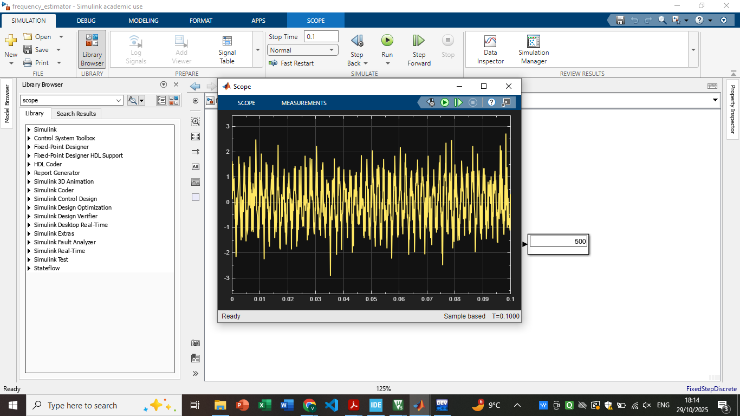 frequency_estimator - Simulink academic use
SIMULATION DEBUG MODELING FORMAT APPS SCOPE
New
Open
Save
Print
FILE
Library Browser
LIBRARY
Log Signals
Add Viewer
Signal Table
PREPARE
Stop Time 0.1
Normal
Fast Restart
Step Back
Run
Step Forward
Stop
SIMULATE
Data Inspector
Simulation Manager
REVIEW RESULTS
Model Browser
Library Browser
scope
Library Search Results
Simulink
Control System Toolbox
Fixed-Point Designer
Fixed-Point Designer HDL Support
HDL Coder
Report Generator
Simulink 3D Animation
Simulink Coder
Simulink Control Design
Simulink Design Optimization
Simulink Design Verifier
Simulink Desktop Real-Time
Simulink Extras
Simulink Fault Analyzer
Simulink Real-Time
Simulink Test
Stateflow
Scope
SCOPE MEASUREMENTS
3
2
1
0
-1
-2
-3
0 0.01 0.02 0.03 0.04 0.05 0.06 0.07 0.08 0.09 0.1
Ready Sample based T=0.1000
500
Property Inspector
Ready 125% FixedStepDiscrete
Type here to search
9°C
ENG
18:14
29/10/2025